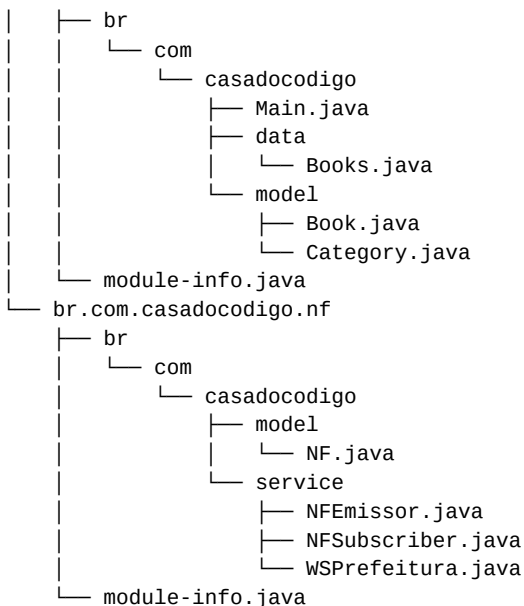 │   ├── br
│   │   └── com
│   │       └── casadocodigo
│   │           ├── Main.java
│   │           ├── data
│   │           │   └── Books.java
│   │           └── model
│   │               ├── Book.java
│   │               └── Category.java
│   └── module-info.java
└── br.com.casadocodigo.nf
    ├── br
    │   └── com
    │       └── casadocodigo
    │           ├── model
    │           │   └── NF.java
    │           └── service
    │               ├── NFEmissor.java
    │               ├── NFSubscriber.java
    │               └── WSPrefeitura.java
    └── module-info.java